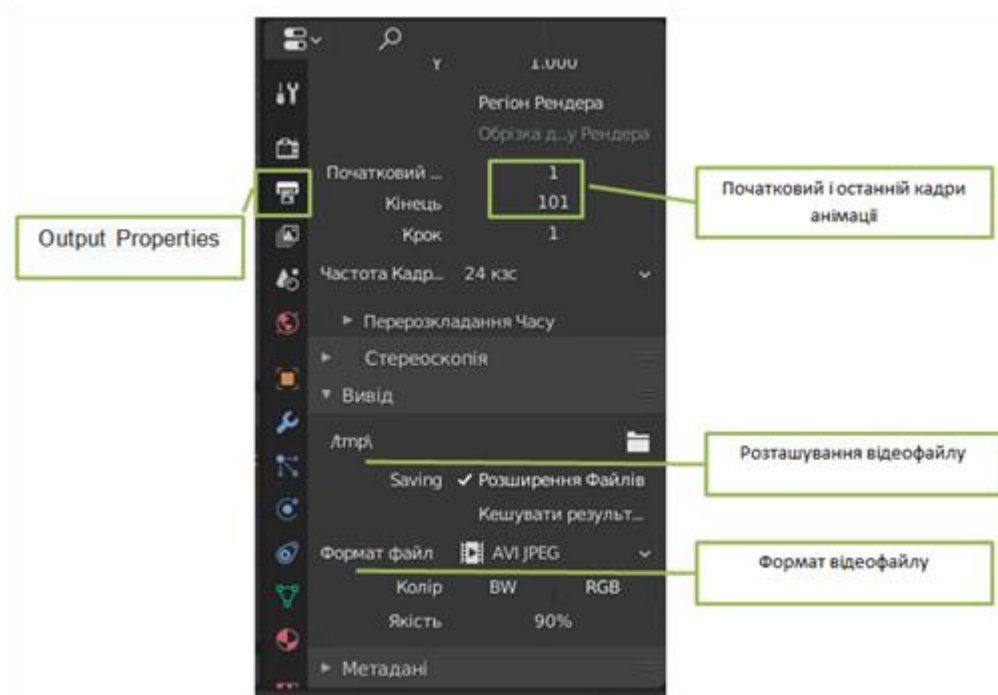 Y 1.000
Регіон Рендера
Обрізка д...у Рендера
Початковий ... 1
Кінець 101
Крок 1
Частота Кадр... 24 кзс
Перерозкладання Часу
Стереоскопія
Вивід
/tmp\
Saving Розширення Файлів
Кешувати результ...
Формат файл AVI JPEG
Колір BW RGB
Якість 90%
Метадані
Output Properties
Початковий і останній кадри
анімації
Розташування відеофайлу
Формат відеофайлу